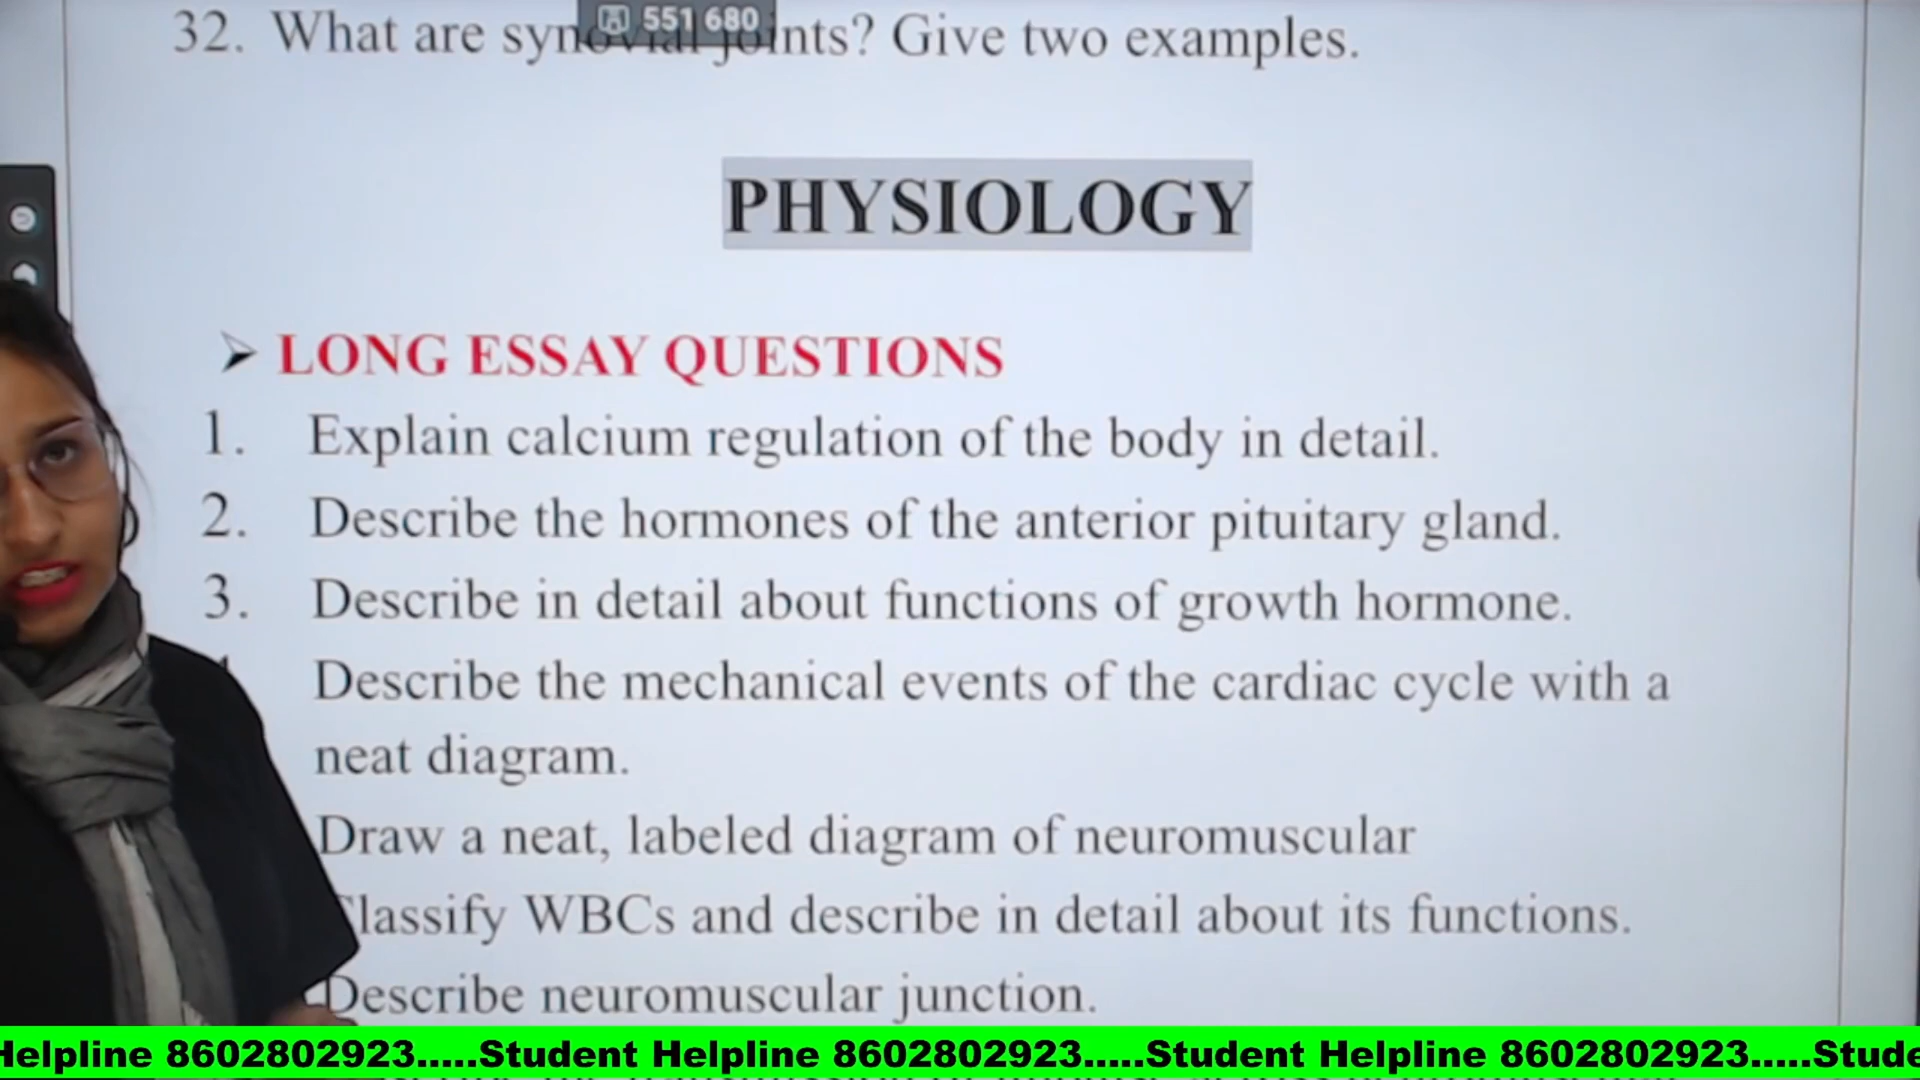 551 680
32. What are synovial joints? Give two examples.
PHYSIOLOGY
➢ LONG ESSAY QUESTIONS
1. Explain calcium regulation of the body in detail.
2. Describe the hormones of the anterior pituitary gland.
3. Describe in detail about functions of growth hormone.
Describe the mechanical events of the cardiac cycle with a
neat diagram.
Draw a neat, labeled diagram of neuromuscular
Classify WBCs and describe in detail about its functions.
Describe neuromuscular junction.
Helpline 8602802923.....Student Helpline 8602802923.....Student Helpline 8602802923.....Stude